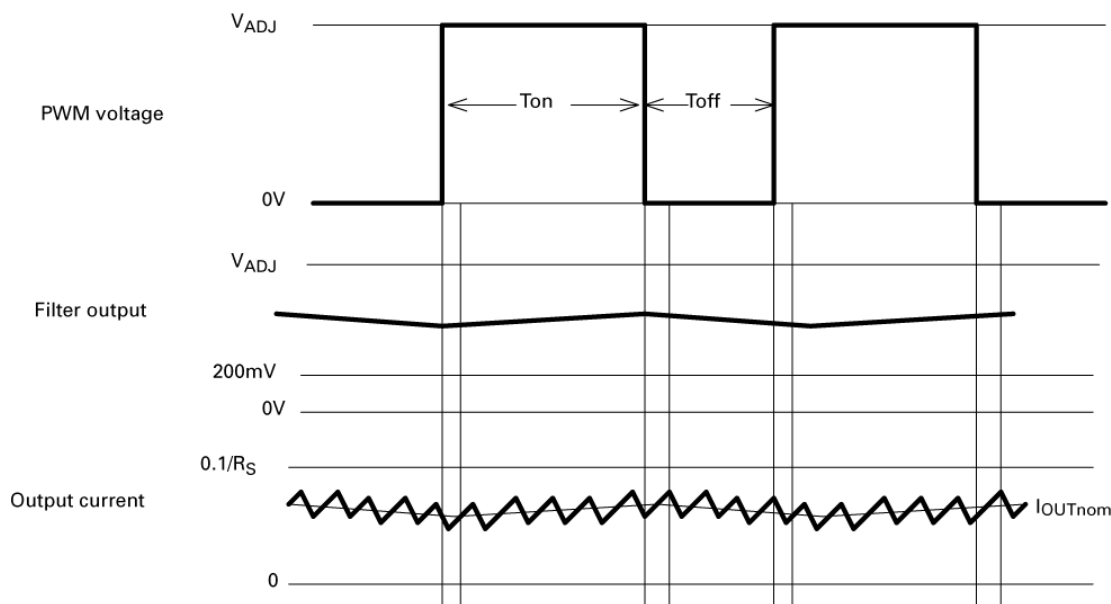 VADJ
Ton
Toff
PWM voltage
0V
VADJ
Filter output
200mV
0V
0.1/RS
Output current
IOUTnom
0